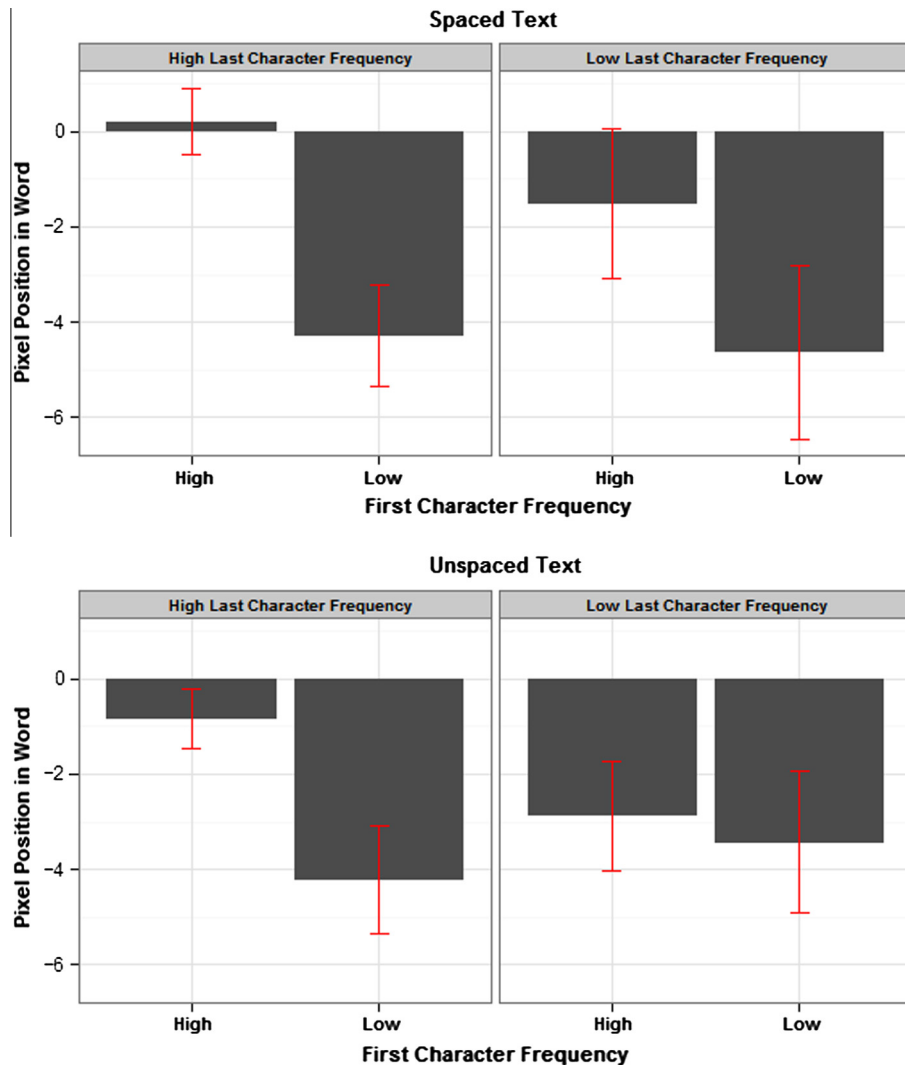 Spaced Text
High Last Character Frequency
Low Last Character Frequency
Pixel Position in Word
0
−2
−4
−6
High
Low
High
Low
First Character Frequency
Unspaced Text
High Last Character Frequency
Low Last Character Frequency
Pixel Position in Word
0
−2
−4
−6
High
Low
High
Low
First Character Frequency